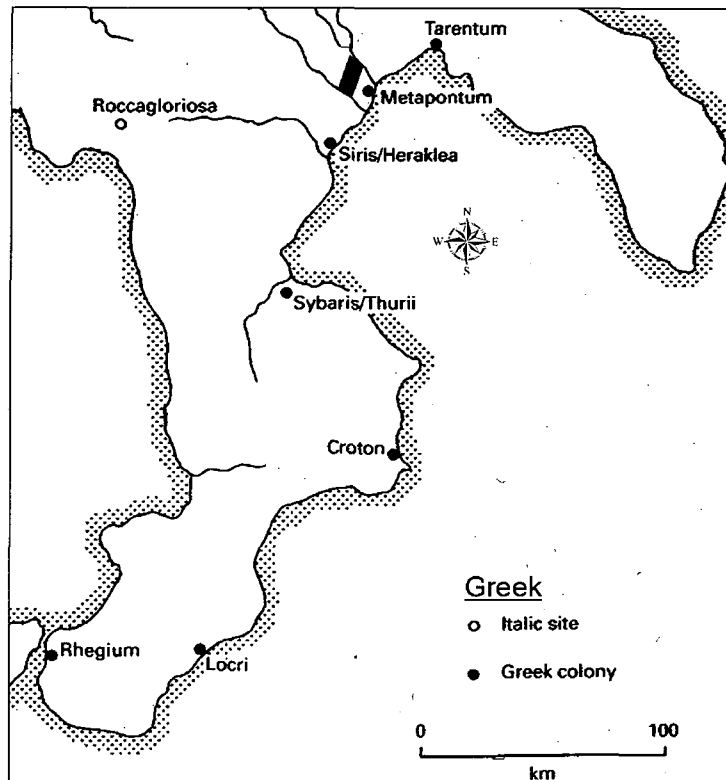 Tarentum
Roccagloriosa
Metapontum
Siris/Heraklea
N
W E
S
Sybaris/Thurii
Croton
Greek
Italic site
Rhegium
Locri
Greek colony
0 100
km